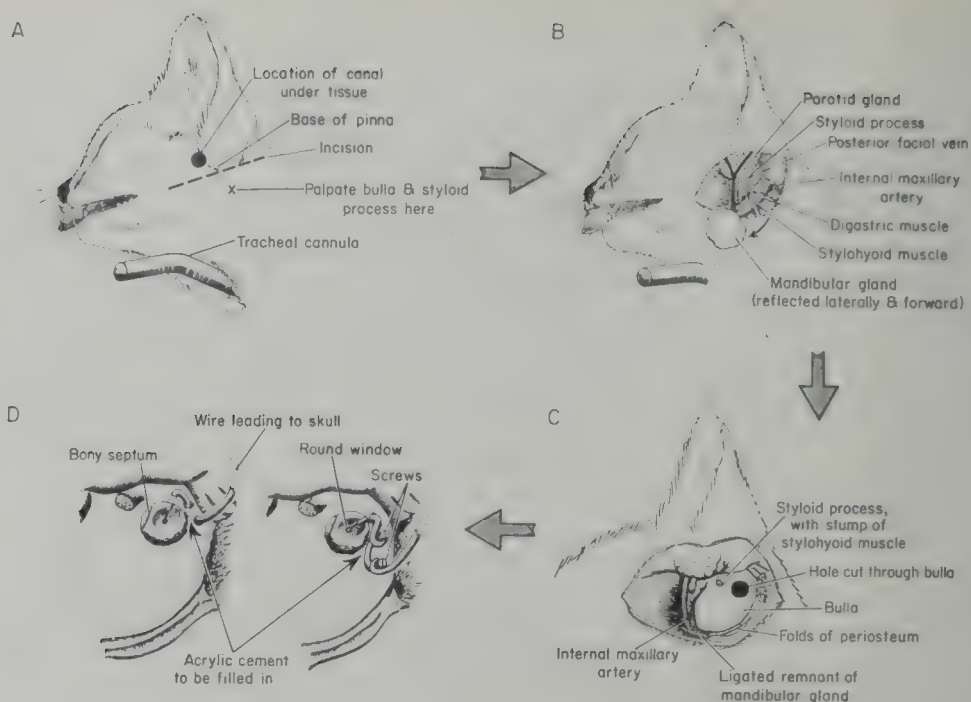 A
Location of canal
under tissue
Base of pinna
Incision
x
Palpate bulla & styloid
process here
Tracheal cannula
B
Parotid gland
Styloid process
Posterior facial vein
Internal maxillary
artery
Digastric muscle
Stylohyoid muscle
Mandibular gland
(reflected laterally & forward)
D
Wire leading to skull
Bony septum
Round window
Screws
Acrylic cement
to be filled in
C
Styloid process,
with stump of
stylohyoid muscle
Hole cut through bulla
Bulla
Folds of periosteum
Internal maxillary
artery
Ligated remnant of
mandibular gland